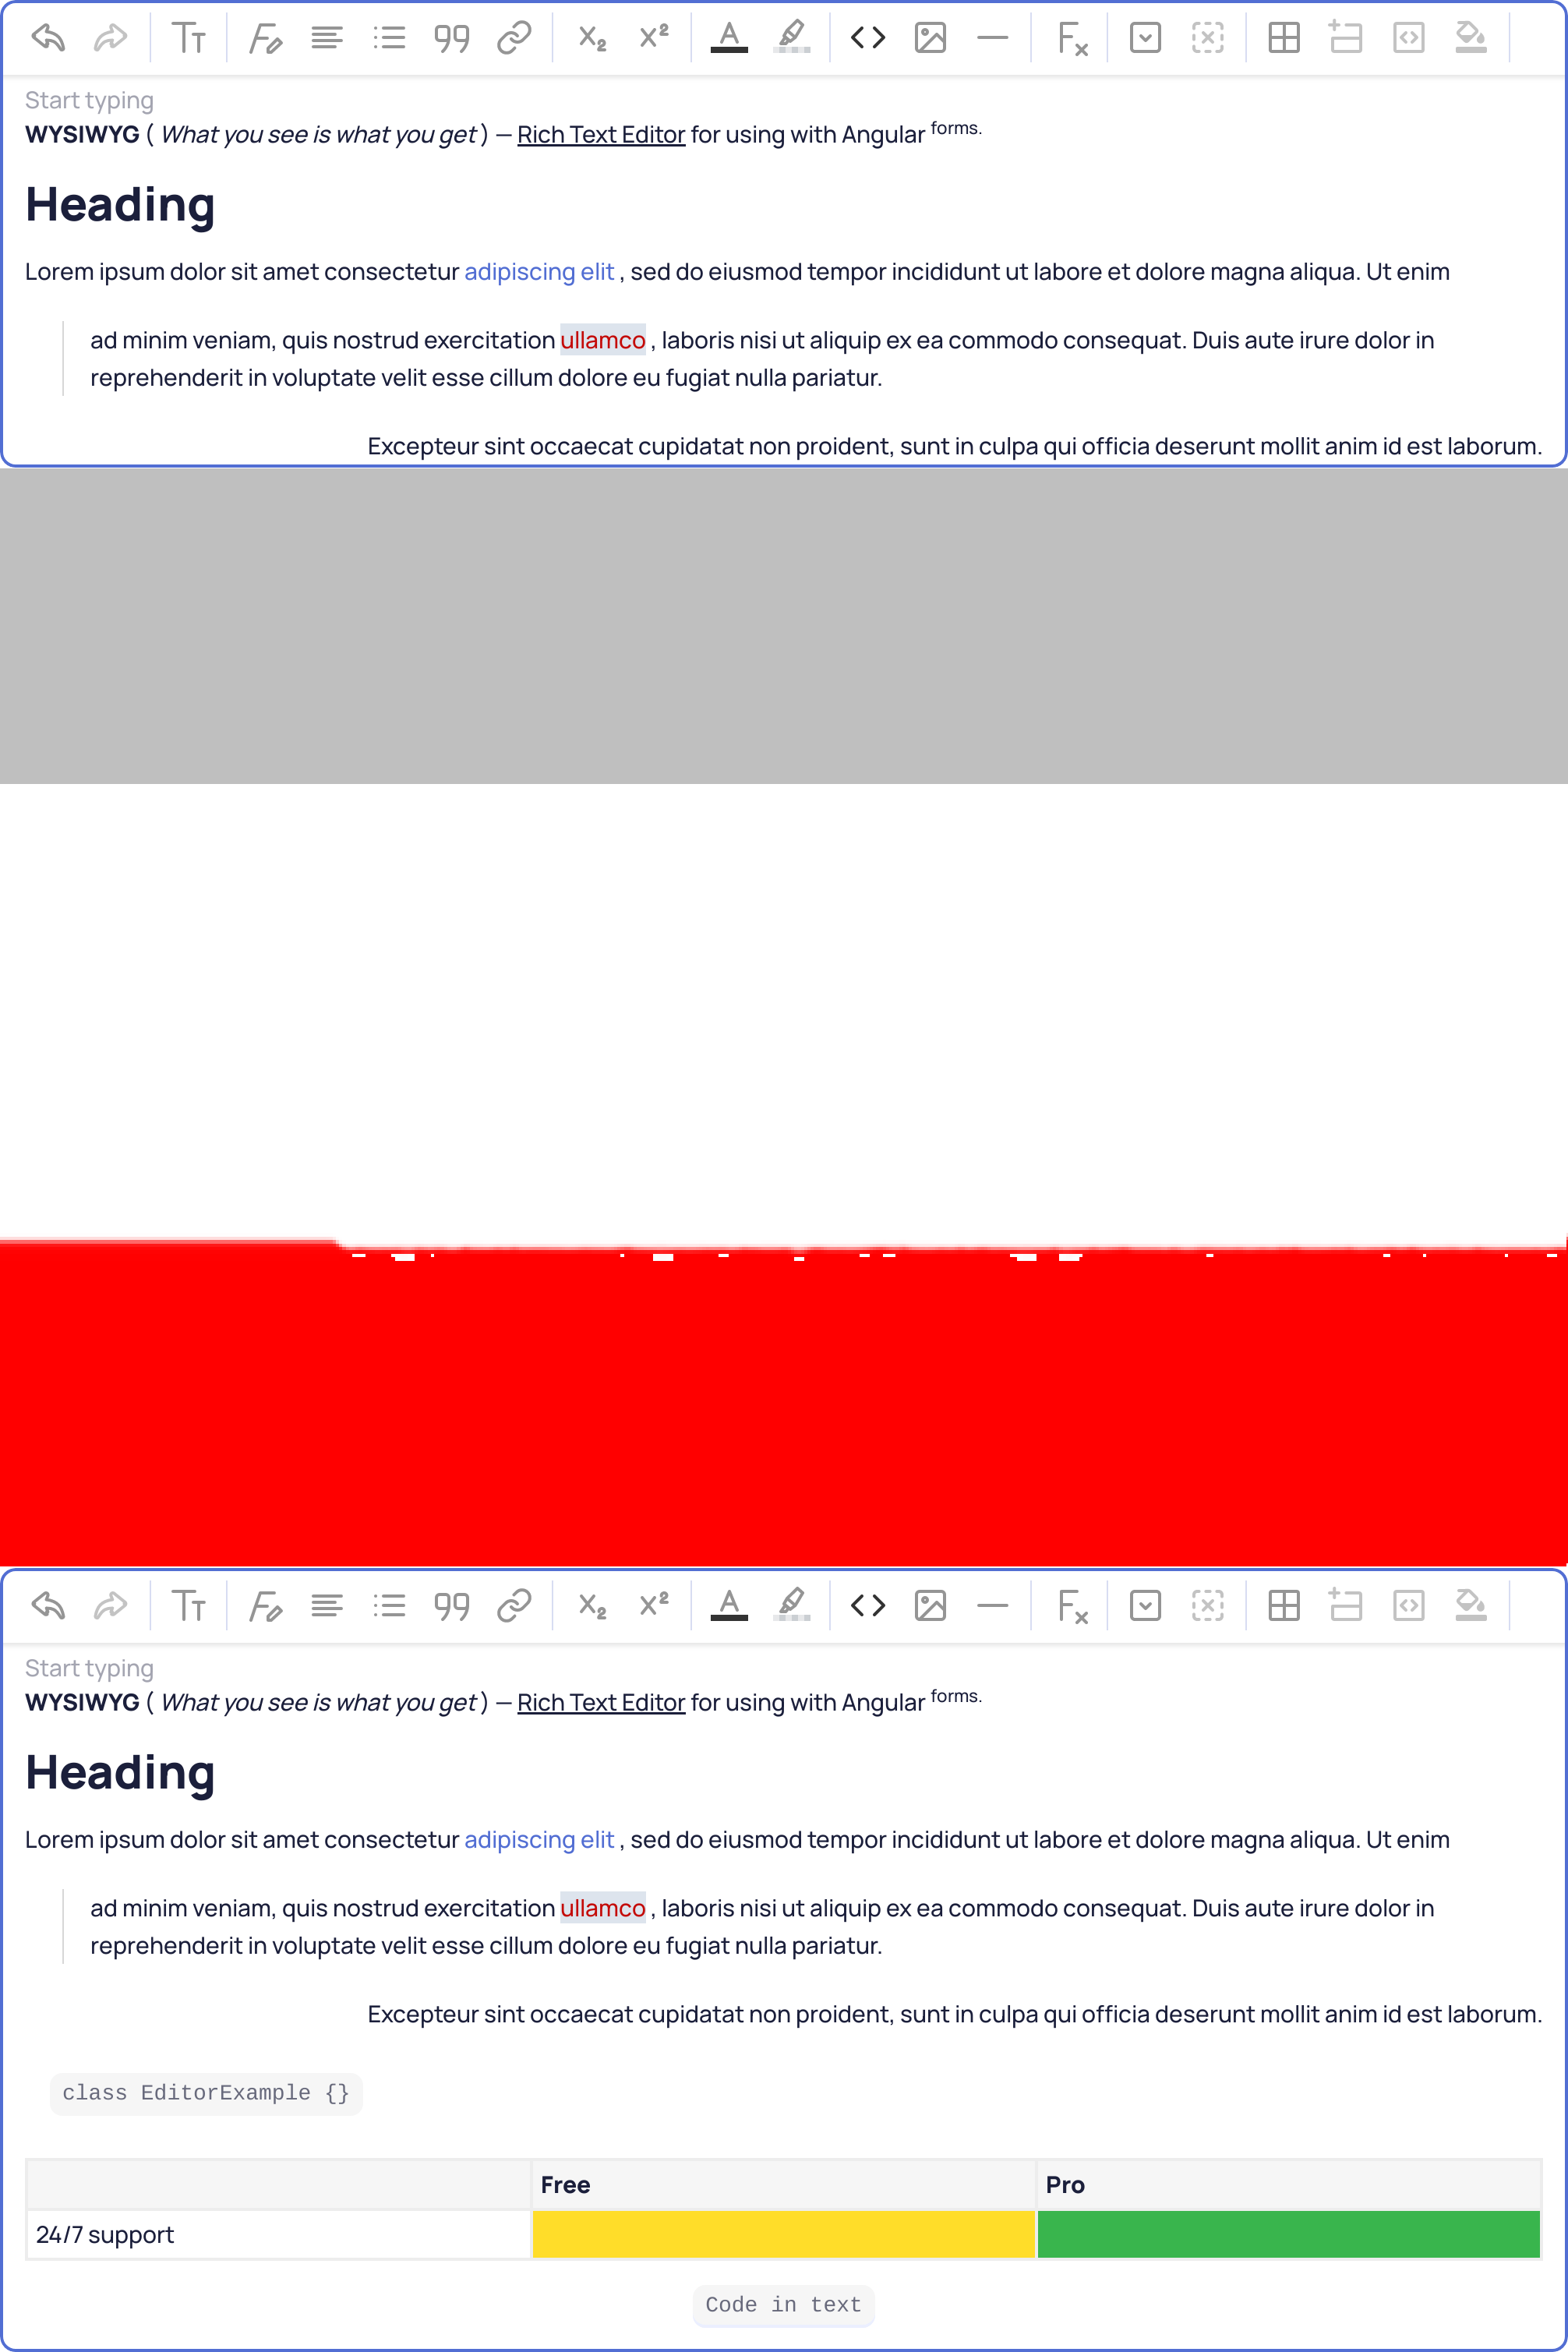 Start typing
WYSIWYG ( What you see is what you get ) — Rich Text Editor for using with Angular forms.
Heading
Lorem ipsum dolor sit amet consectetur adipiscing elit , sed do eiusmod tempor incididunt ut labore et dolore magna aliqua. Ut enim
ad minim veniam, quis nostrud exercitation ullamco , laboris nisi ut aliquip ex ea commodo consequat. Duis aute irure dolor in
reprehenderit in voluptate velit esse cillum dolore eu fugiat nulla pariatur.
Excepteur sint occaecat cupidatat non proident, sunt in culpa qui officia deserunt mollit anim id est laborum.
Start typing
WYSIWYG ( What you see is what you get ) — Rich Text Editor for using with Angular forms.
Heading
Lorem ipsum dolor sit amet consectetur adipiscing elit , sed do eiusmod tempor incididunt ut labore et dolore magna aliqua. Ut enim
ad minim veniam, quis nostrud exercitation ullamco , laboris nisi ut aliquip ex ea commodo consequat. Duis aute irure dolor in
reprehenderit in voluptate velit esse cillum dolore eu fugiat nulla pariatur.
Excepteur sint occaecat cupidatat non proident, sunt in culpa qui officia deserunt mollit anim id est laborum.
class EditorExample {}
Free Pro
24/7 support
Code in text